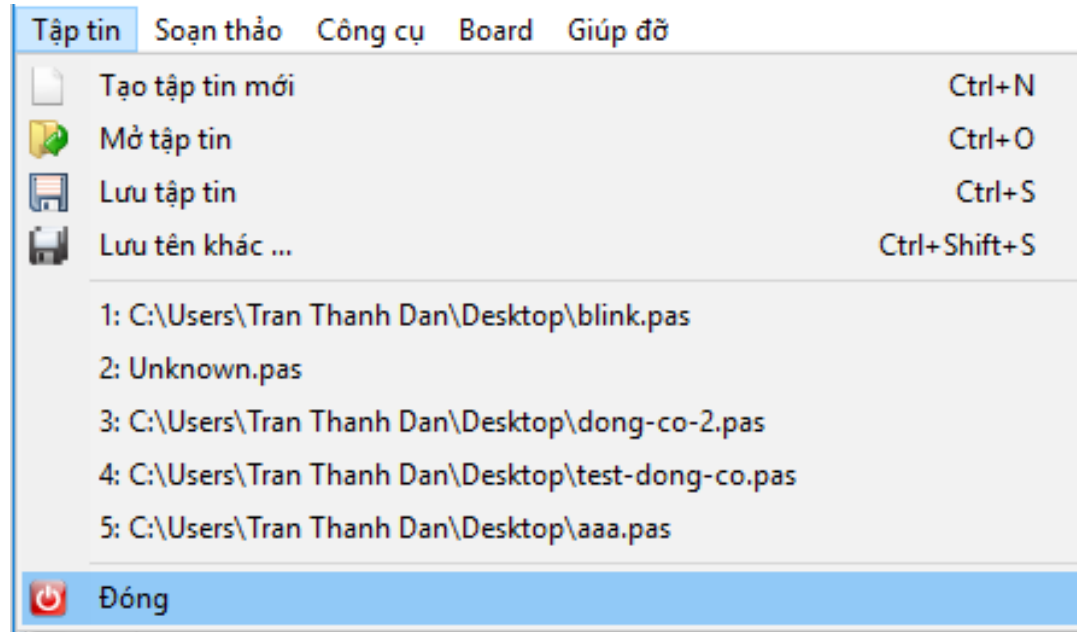 Tập tin Soạn thảo Công cụ Board Giúp đỡ
Tạo tập tin mới Ctrl+N
Mở tập tin Ctrl+O
Lưu tập tin Ctrl+S
Lưu tên khác ... Ctrl+Shift+S
1: C:\Users\Tran Thanh Dan\Desktop\blink.pas
2: Unknown.pas
3: C:\Users\Tran Thanh Dan\Desktop\dong-co-2.pas
4: C:\Users\Tran Thanh Dan\Desktop\test-dong-co.pas
5: C:\Users\Tran Thanh Dan\Desktop\aaa.pas
Đóng